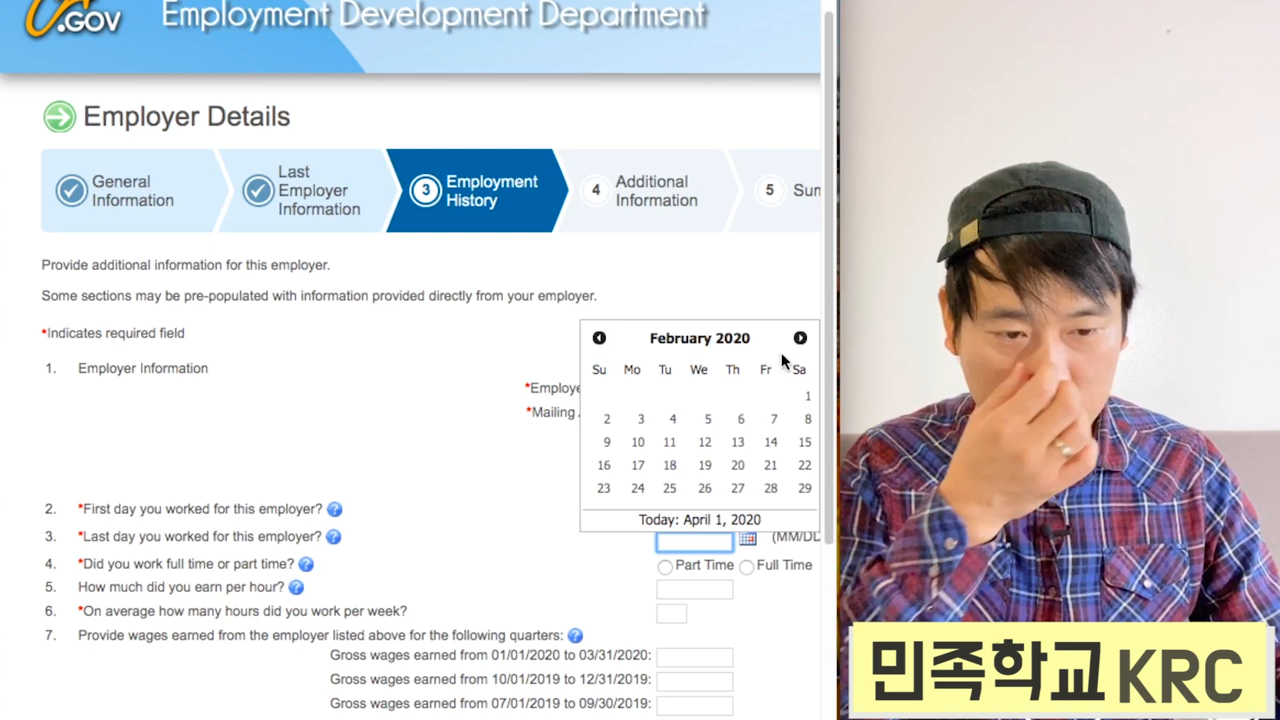 .GOV
Employment Development Department
Employer Details
General Information
Last Employer Information
3
Employment History
4
Additional Information
5
Provide additional information for this employer.
Some sections may be pre-populated with information provided directly from your employer.
*Indicates required field
1. Employer Information
*Mailing
February 2020
Su Mo Tu We Th Fr Sa
1
2 3 4 5 6 7 8
9 10 11 12 13 14 15
16 17 18 19 20 21 22
23 24 25 26 27 28 29
Today: April 1, 2020
2. *First day you worked for this employer? ?
3. *Last day you worked for this employer? ? (MM/DD
4. *Did you work full time or part time? ? Part Time Full Time
5. How much did you earn per hour? ?
6. *On average how many hours did you work per week?
7. Provide wages earned from the employer listed above for the following quarters: ?
Gross wages earned from 01/01/2020 to 03/31/2020:
Gross wages earned from 10/01/2019 to 12/31/2019:
Gross wages earned from 07/01/2019 to 09/30/2019:
민족학교 KRC